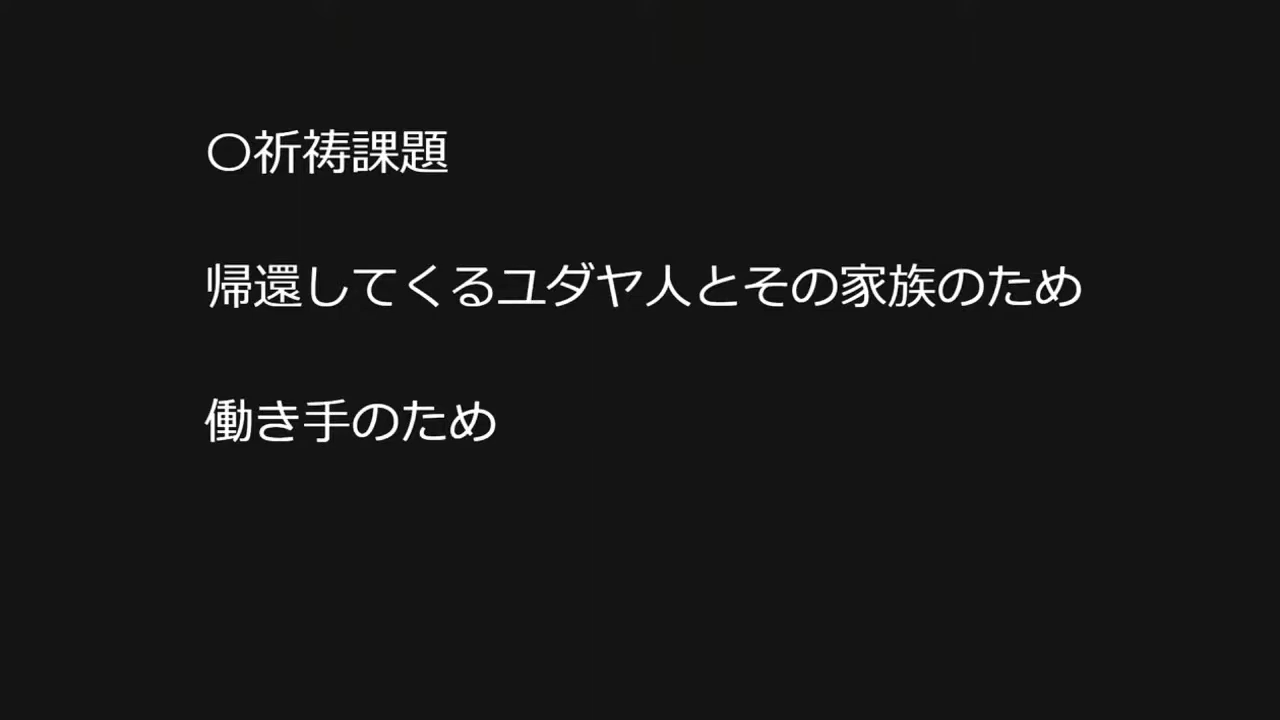 〇祈祷課題
帰還してくるユダヤ人とその家族のため
働き手のため